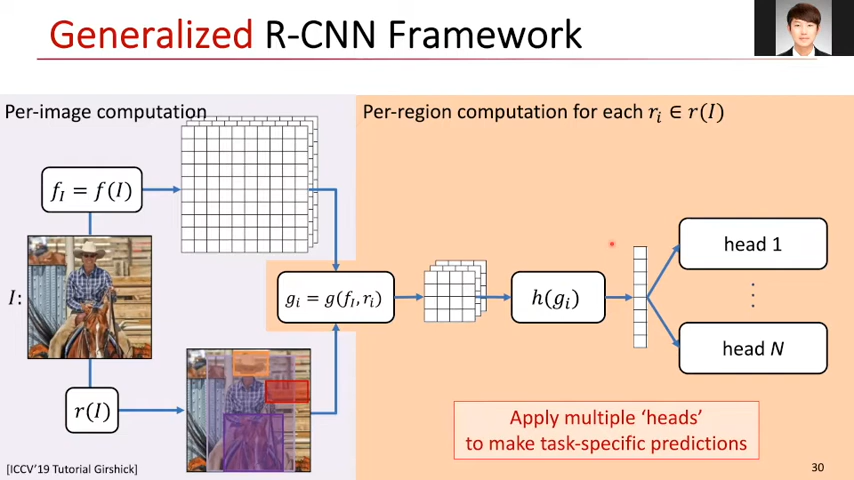 Generalized R-CNN Framework
Per-image computation
Per-region computation for each rᵢ ∈ r(I)
f_I = f(I)
I:
gᵢ = g(f_I, rᵢ)
h(gᵢ)
head 1
⋮
head N
r(I)
Apply multiple ‘heads’
to make task-specific predictions
[ICCV’19 Tutorial Girshick]
30